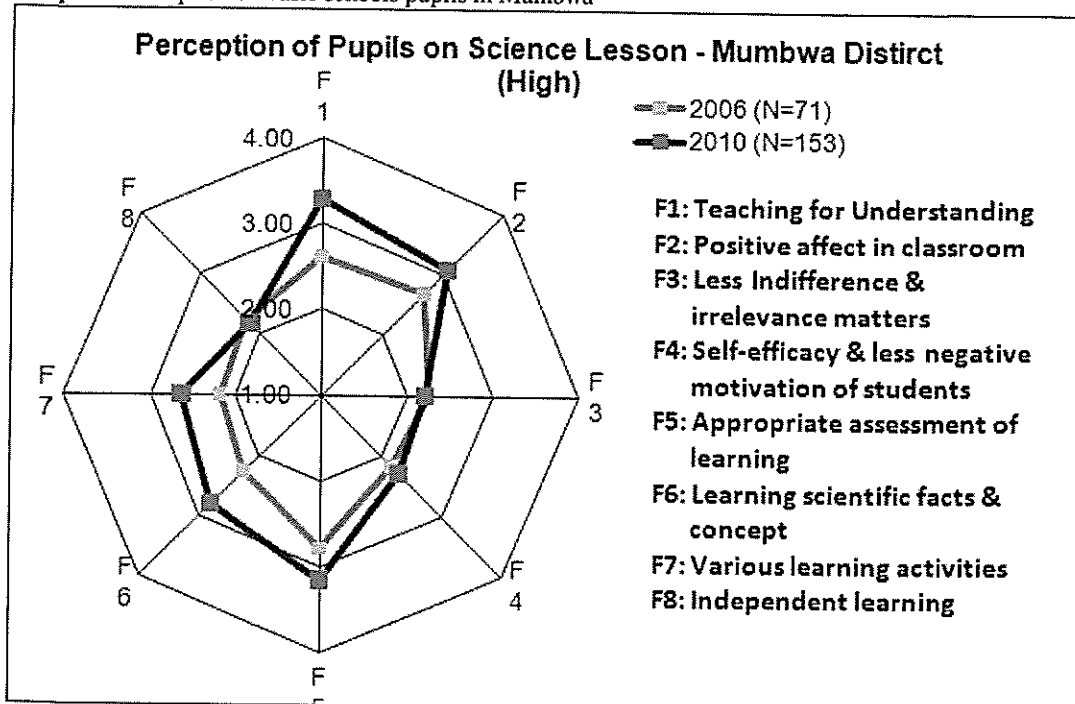 Perception of Pupils on Science Lesson - Mumbwa Distirct
(High)
2006 (N=71)
2010 (N=153)
F
1
F
2
F
3
F
4
F
F
6
F
7
F
8
4.00
3.00
2.00
1.00
F1: Teaching for Understanding
F2: Positive affect in classroom
F3: Less Indifference &
irrelevance matters
F4: Self-efficacy & less negative
motivation of students
F5: Appropriate assessment of
learning
F6: Learning scientific facts &
concept
F7: Various learning activities
F8: Independent learning